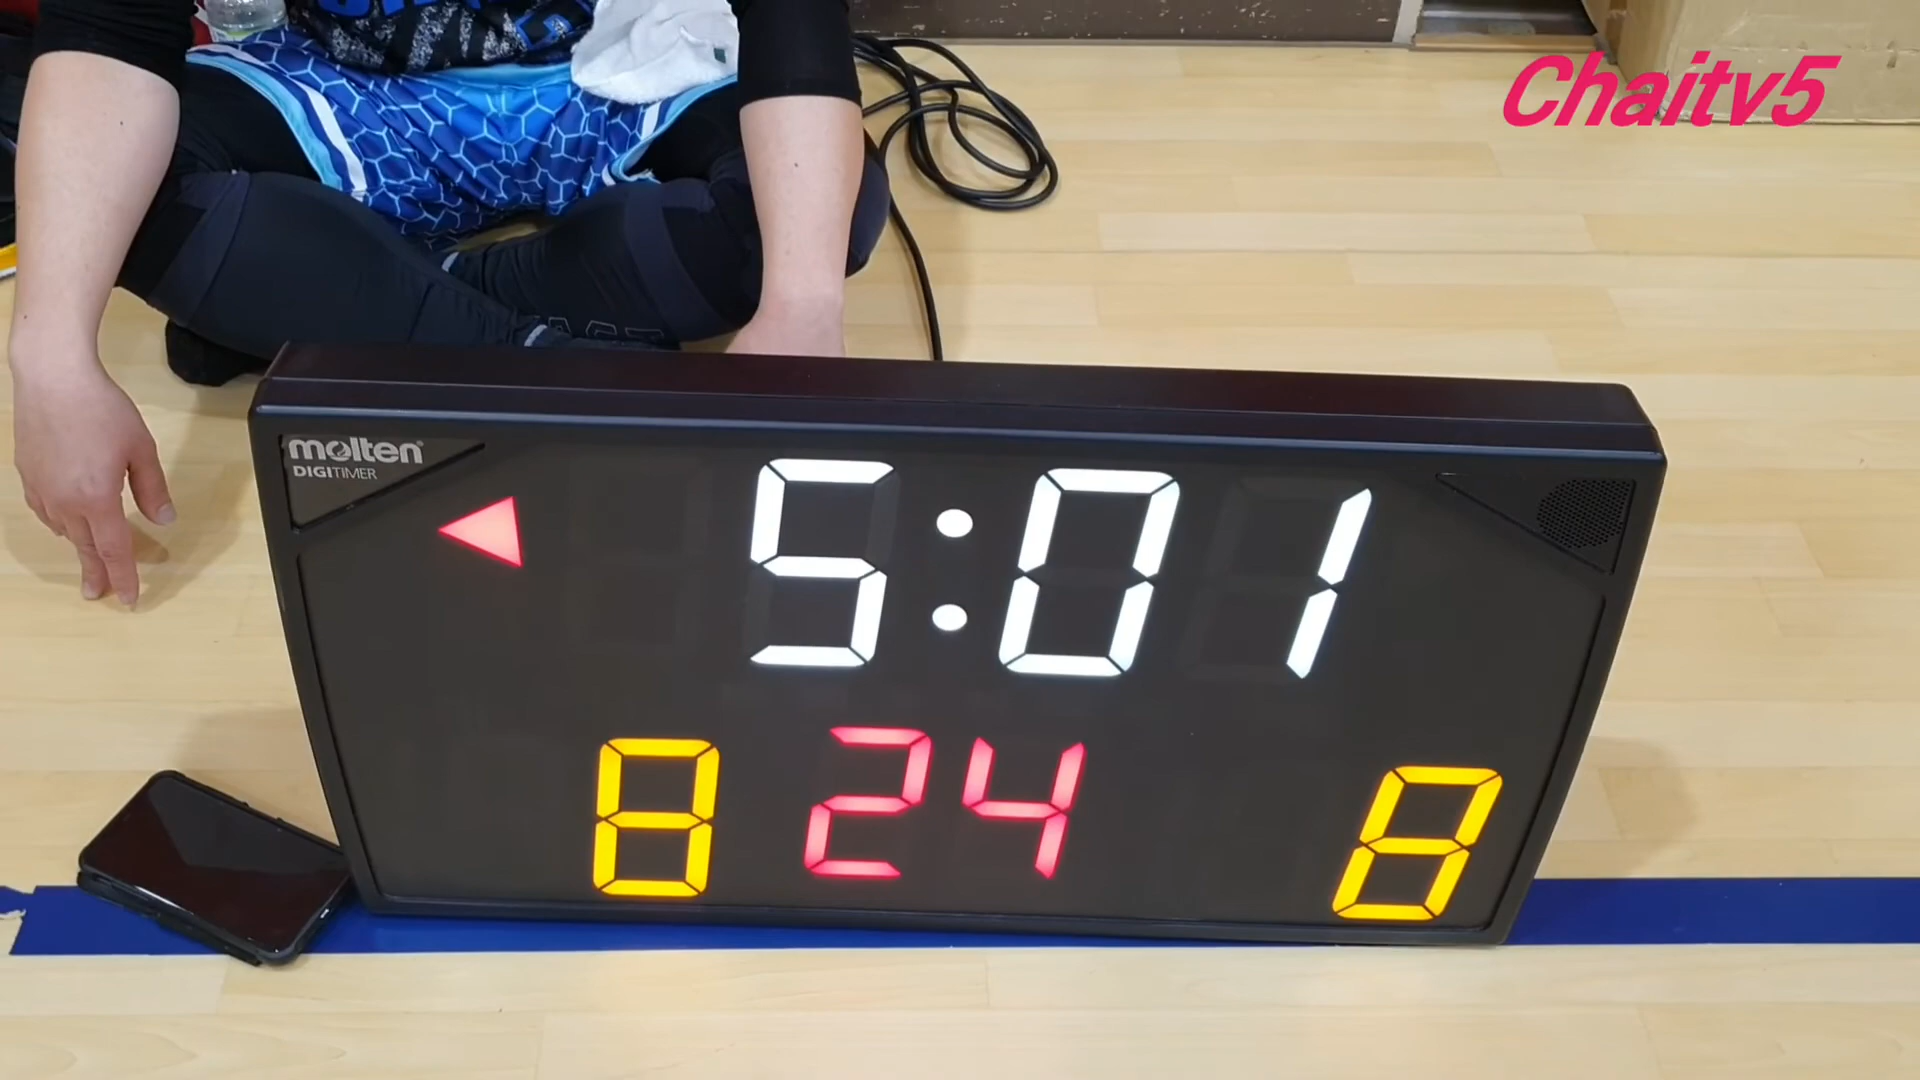 Chaitv5
molten
DIGITIMER
5:01
8 24 8